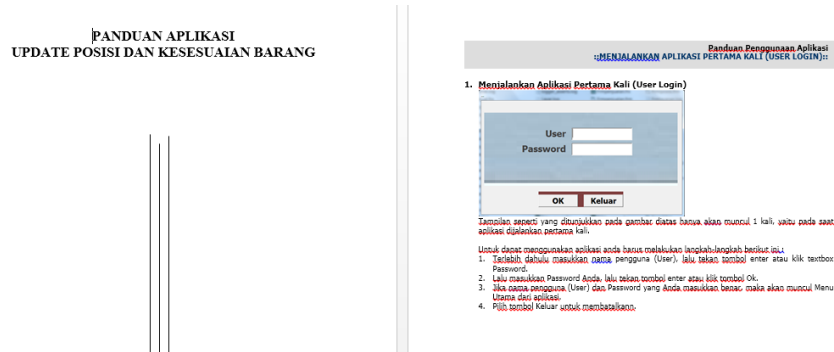 PANDUAN APLIKASI
UPDATE POSISI DAN KESESUAIAN BARANG
Panduan Penggunaan Aplikasi
::MENJALANKAN APLIKASI PERTAMA KALI (USER LOGIN)::
1. Menjalankan Aplikasi Pertama Kali (User Login)
User
Password
OK Keluar
Tampilan seperti yang ditunjukkan pada gambar diatas hanya akan muncul 1 kali, yaitu pada saat
aplikasi dijalankan pertama kali.
Untuk dapat menggunakan aplikasi anda harus melakukan langkah-langkah berikut ini :
1. Terlebih dahulu masukkan nama pengguna (User), lalu tekan tombol enter atau klik textbox
Password.
2. Lalu masukkan Password Anda, lalu tekan tombol enter atau klik tombol Ok.
3. Jika nama pengguna (User) dan Password yang Anda masukkan benar, maka akan muncul Menu
Utama dari aplikasi.
4. Pilih tombol Keluar untuk membatalkann.